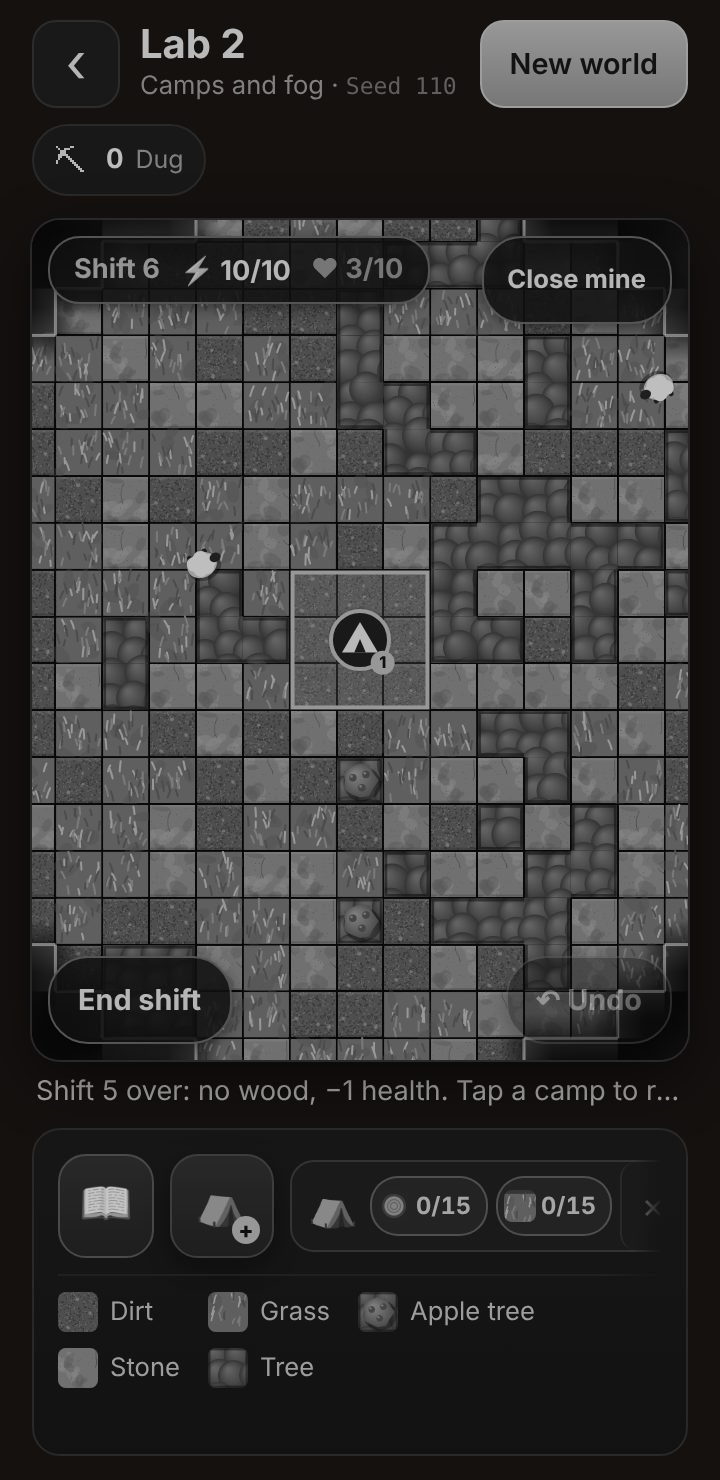 Lab 2
Camps and fog · Seed 110
New world
0 Dug
Shift 6 10/10 3/10
Close mine
1
End shift
Undo
Shift 5 over: no wood, −1 health. Tap a camp to r...
0/15 0/15
Dirt Grass Apple tree
Stone Tree